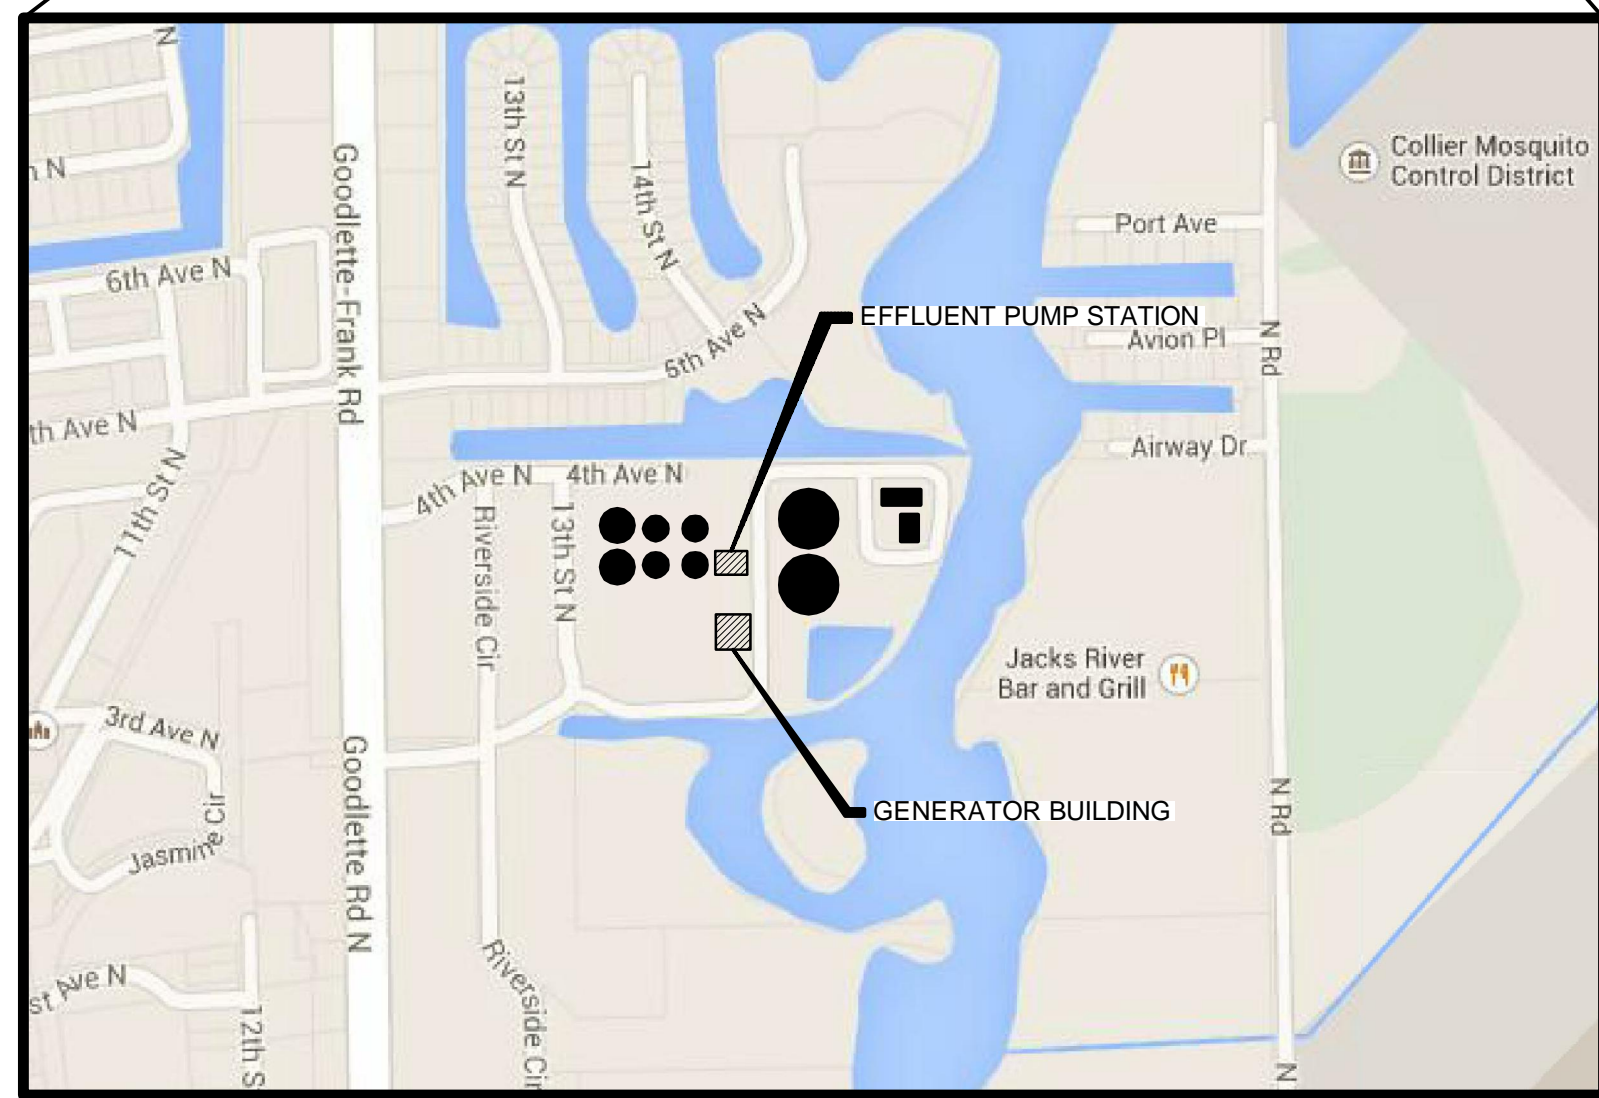 N
13th St N
14th St N
Goodlette-Frank Rd
Collier Mosquito
Control District
N
Port Ave
6th Ave N
EFFLUENT PUMP STATION
Avion Pl
N Rd
5th Ave N
th Ave N
Airway Dr
4th Ave N
4th Ave N
11th St N
Riverside Cir
13th St N
Jacks River
Bar and Grill
3rd Ave N
Goodlette Rd N
Jasmine Cir
GENERATOR BUILDING
N Rd
Riverside Cir
st Ave N
12th S
N